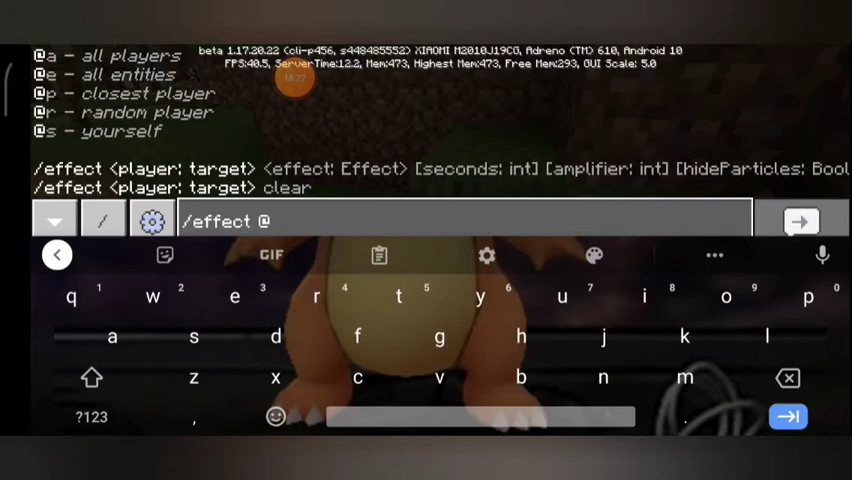 @a - all players
beta 1.17.20.22 (cli-p456, s448485552) XIAOMI M2010J19CG, Adreno (TM) 610, Android 10
FPS:40.5, ServerTime:12.2, Mem:473, Highest Mem:473, Free Mem:293, GUI Scale: 5.0
@e - all entities
16:22
@p - closest player
@r - random player
@s - yourself
/effect <player: target> <effect: Effect> [seconds: int] [amplifier: int] [hideParticles: Bool
/effect <player: target> clear
/ /effect @
GIF
q 1 w 2 e 3 r 4 t 5 y 6 u 7 i 8 o 9 p 0
a s d f g h j k l
z x c v b n m
?123 , .